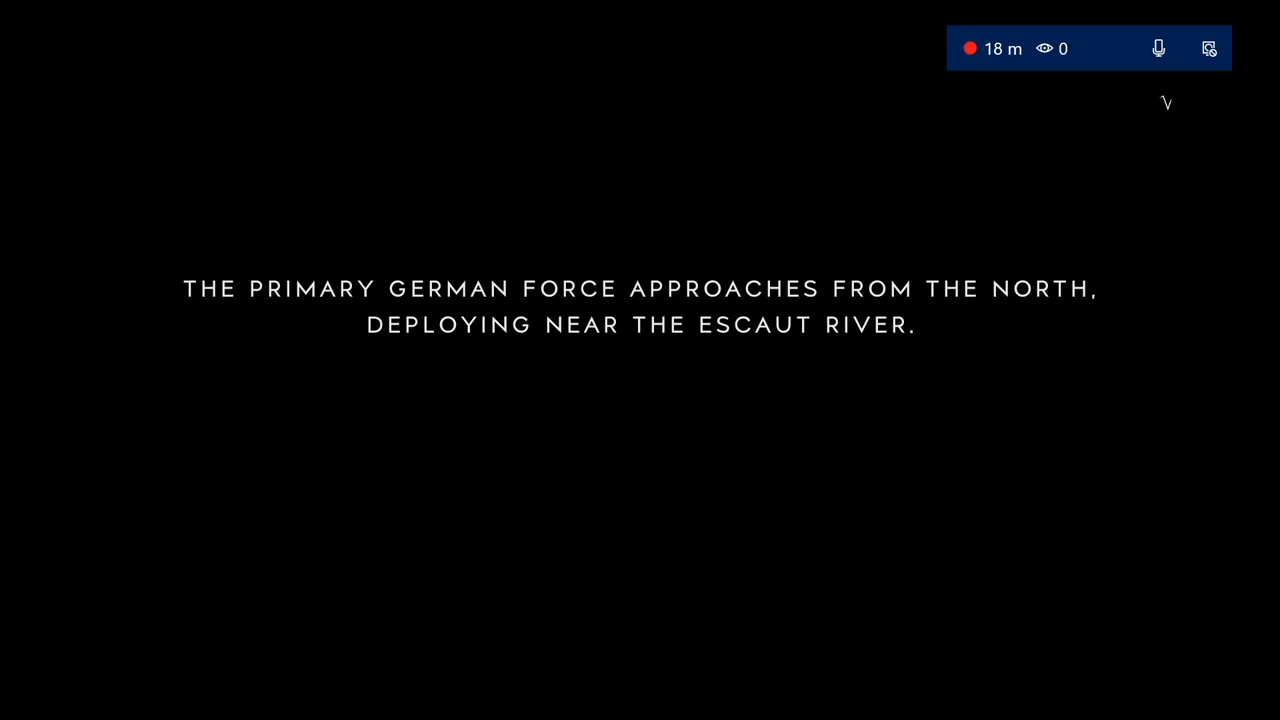 18 m 0
THE PRIMARY GERMAN FORCE APPROACHES FROM THE NORTH,
DEPLOYING NEAR THE ESCAUT RIVER.